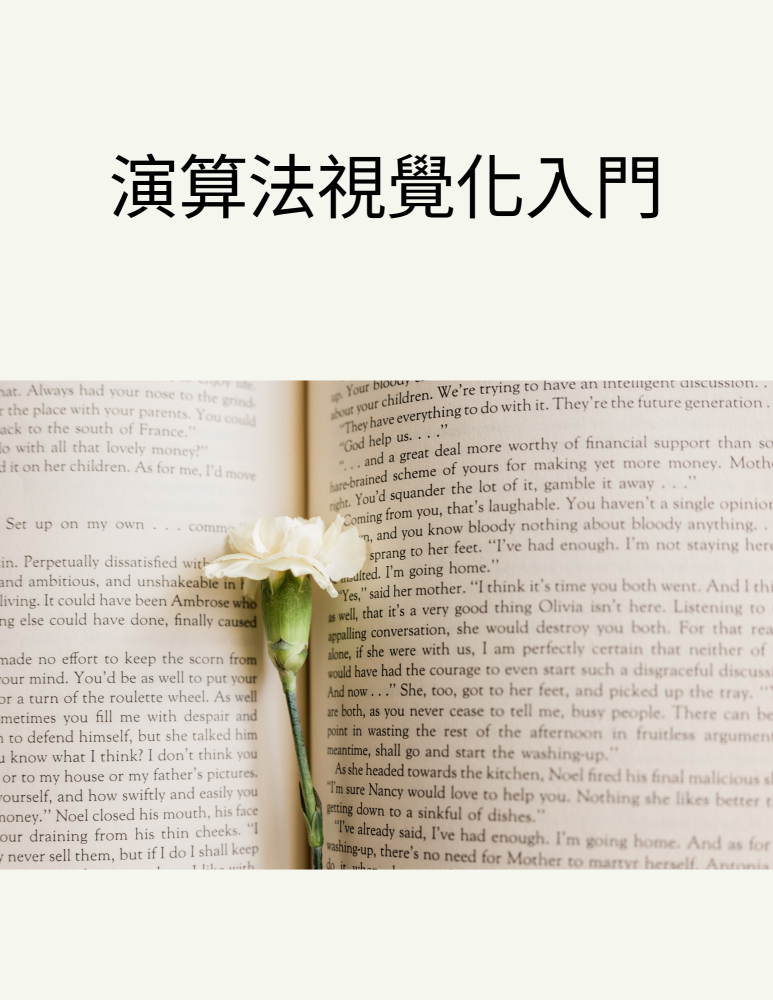 演算法視覺化入門
hat. Always had your nose to the grind-
r the place with your parents. You could
ack to the south of France.”
do with all that lovely money?”
d it on her children. As for me, I’d move
Set up on my own . . .
in. Perpetually dissatisfied with
and ambitious, and unshakeable in
living. It could have been Ambrose who
ng else could have done, finally caused
made no effort to keep the scorn from
your mind. You’d be as well to put your
or a turn of the roulette wheel. As well
metimes you fill me with despair and
n to defend himself, but she talked him
u know what I think? I don’t think you
or to my house or my father’s pictures.
yourself, and how swiftly and easily you
money.” Noel closed his mouth, his face
our draining from his thin cheeks. “I
y never sell them, but if I do I shall keep
up. Your bloody
about your children. We’re trying to have an intelligent discussion. .
“They have everything to do with it. They’re the future generation .
“God help us. . . .”
“. . . and a great deal more worthy of financial support than so
hare-brained scheme of yours for making yet more money. Moth
right. You’d squander the lot of it, gamble it away . . .”
“Coming from you, that’s laughable. You haven’t a single opinion
, and you know bloody nothing about bloody anything. .
sprang to her feet. “I’ve had enough. I’m not staying here
insulted. I’m going home.”
“Yes,” said her mother. “I think it’s time you both went. And I thi
as well, that it’s a very good thing Olivia isn’t here. Listening to
appalling conversation, she would destroy you both. For that rea
alone, if she were with us, I am perfectly certain that neither of
would have had the courage to even start such a disgraceful discuss
And now . . .” She, too, got to her feet, and picked up the tray. “
are both, as you never cease to tell me, busy people. There can be
point in wasting the rest of the afternoon in fruitless argumen
meantime, shall go and start the washing-up.”
As she headed towards the kitchen, Noel fired his final malicious s
“I’m sure Nancy would love to help you. Nothing she likes better t
getting down to a sinkful of dishes.”
“I’ve already said, I’ve had enough. I’m going home. And as for
washing-up, there’s no need for Mother to martyr herself. Antonia